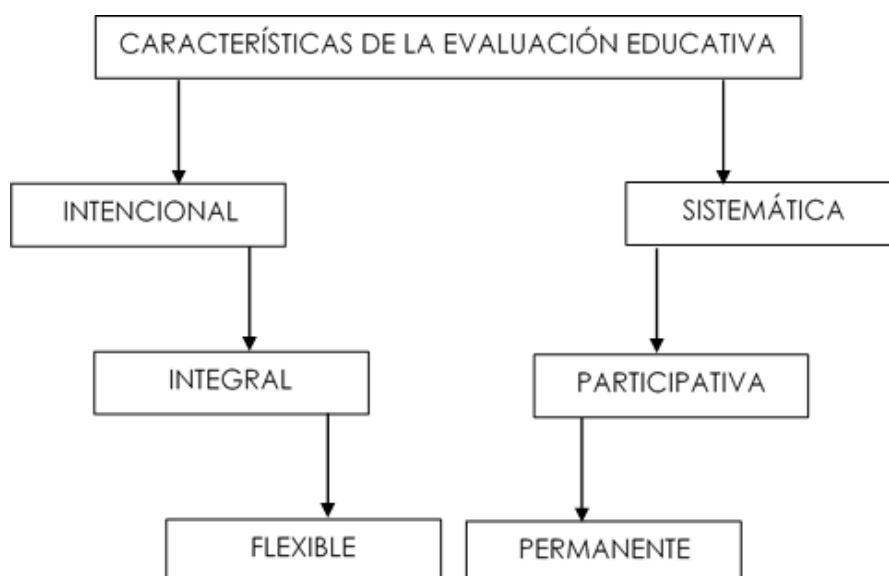 CARACTERÍSTICAS DE LA EVALUACIÓN EDUCATIVA
INTENCIONAL
SISTEMÁTICA
INTEGRAL
PARTICIPATIVA
FLEXIBLE
PERMANENTE